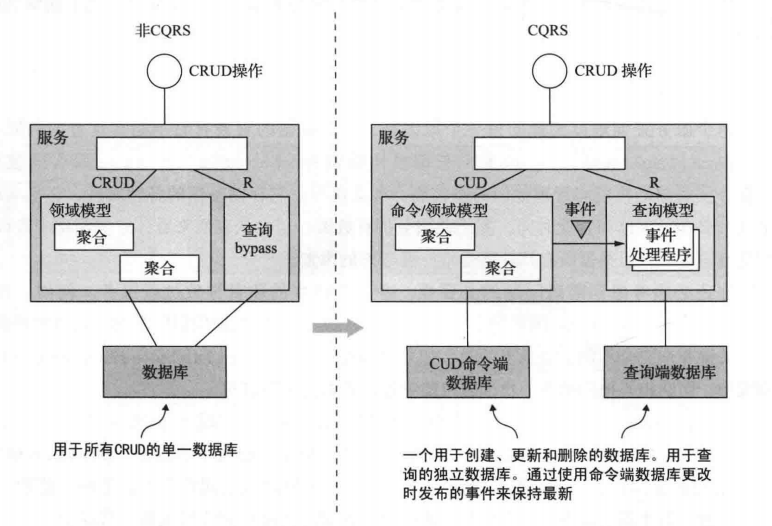 非CQRS
CRUD操作
服务
CRUD
R
领域模型
聚合
聚合
查询
bypass
数据库
用于所有CRUD的单一数据库
CQRS
CRUD 操作
服务
CUD
R
命令/领域模型
聚合
聚合
事件
查询模型
事件
处理程序
CUD命令端
数据库
查询端数据库
一个用于创建、更新和删除的数据库。用于查
询的独立数据库。通过使用命令端数据库更改
时发布的事件来保持最新